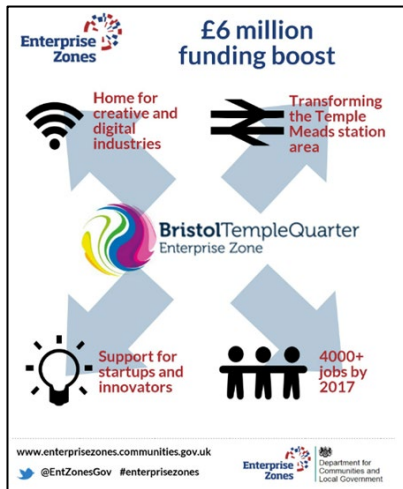 Enterprise
Zones
£6 million
funding boost
Home for
creative and
digital
industries
Transforming
the Temple
Meads station
area
BristolTempleQuarter
Enterprise Zone
Support for
startups and
innovators
4000+
jobs by
2017
www.enterprisezones.communities.gov.uk
@EntZonesGov #enterprisezones
Enterprise
Zones
Department for
Communities and
Local Government